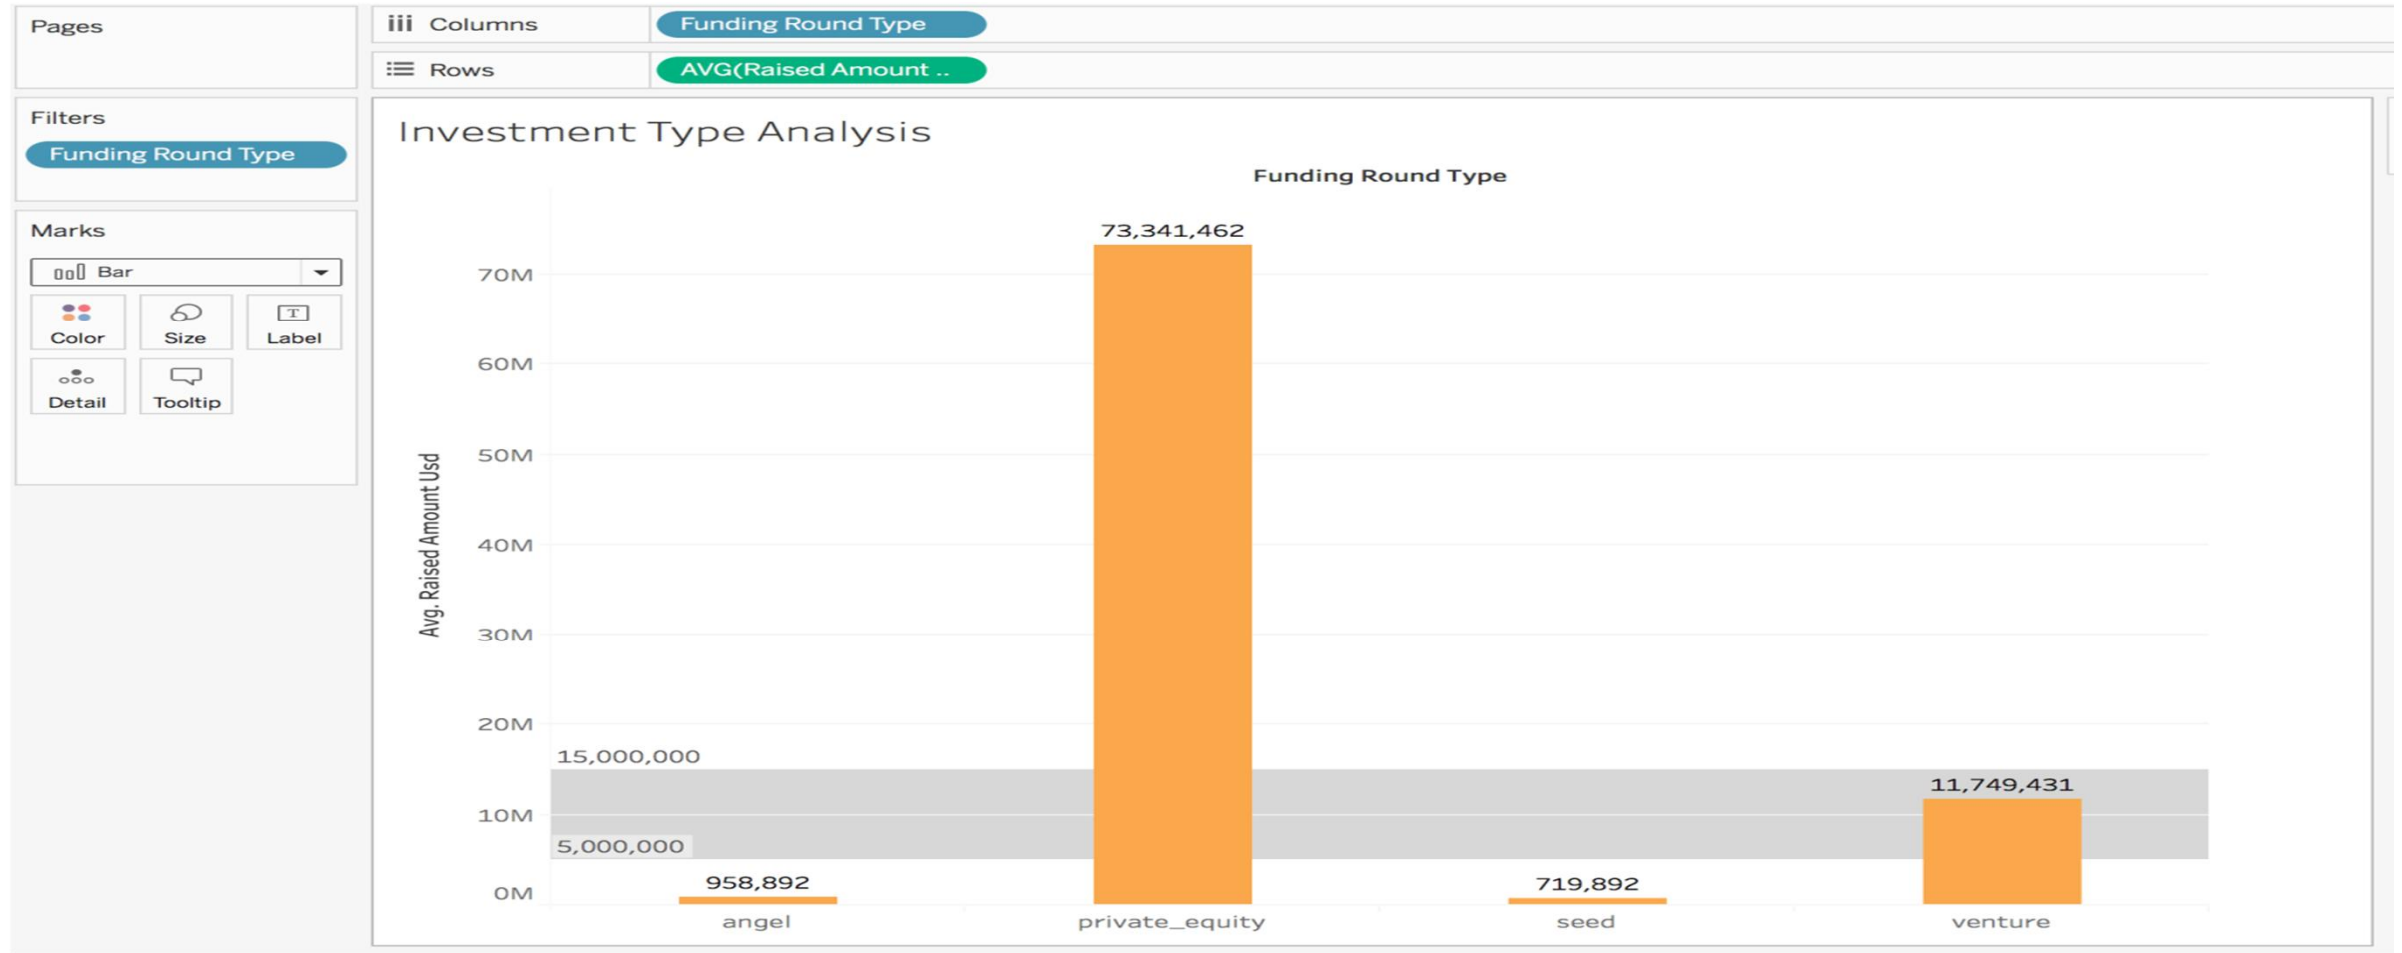 Pages
Columns
Funding Round Type
Rows
AVG(Raised Amount ..
Filters
Funding Round Type
Marks
Bar
Color
Size
Label
Detail
Tooltip
Investment Type Analysis
Funding Round Type
Avg. Raised Amount Usd
70M
60M
50M
40M
30M
20M
10M
0M
15,000,000
5,000,000
958,892
73,341,462
719,892
11,749,431
angel
private_equity
seed
venture